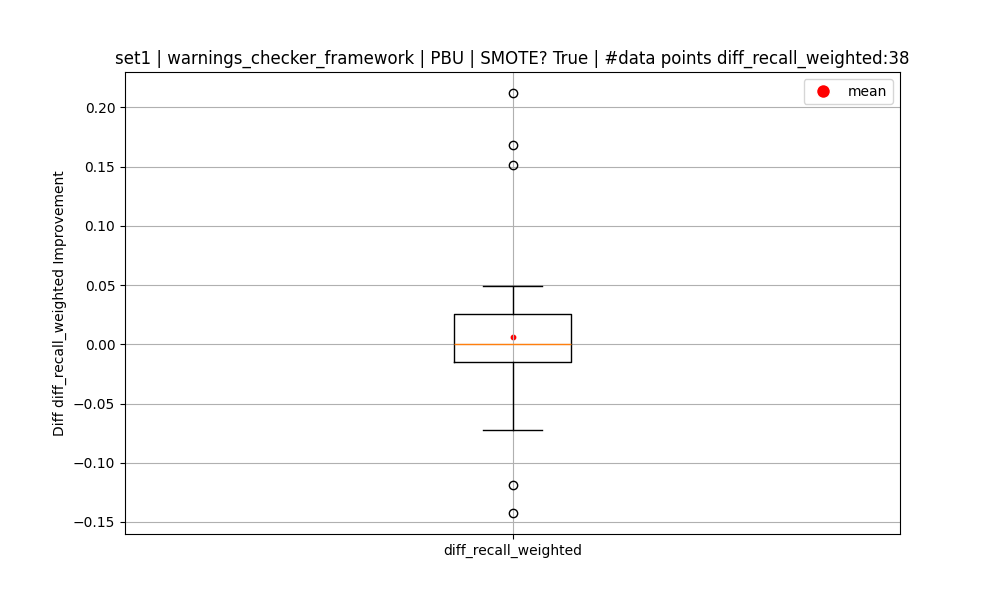 set1 | warnings_checker_framework | PBU | SMOTE? True | #data points diff_recall_weighted:38
mean
Diff diff_recall_weighted Improvement
0.20
0.15
0.10
0.05
0.00
−0.05
−0.10
−0.15
diff_recall_weighted